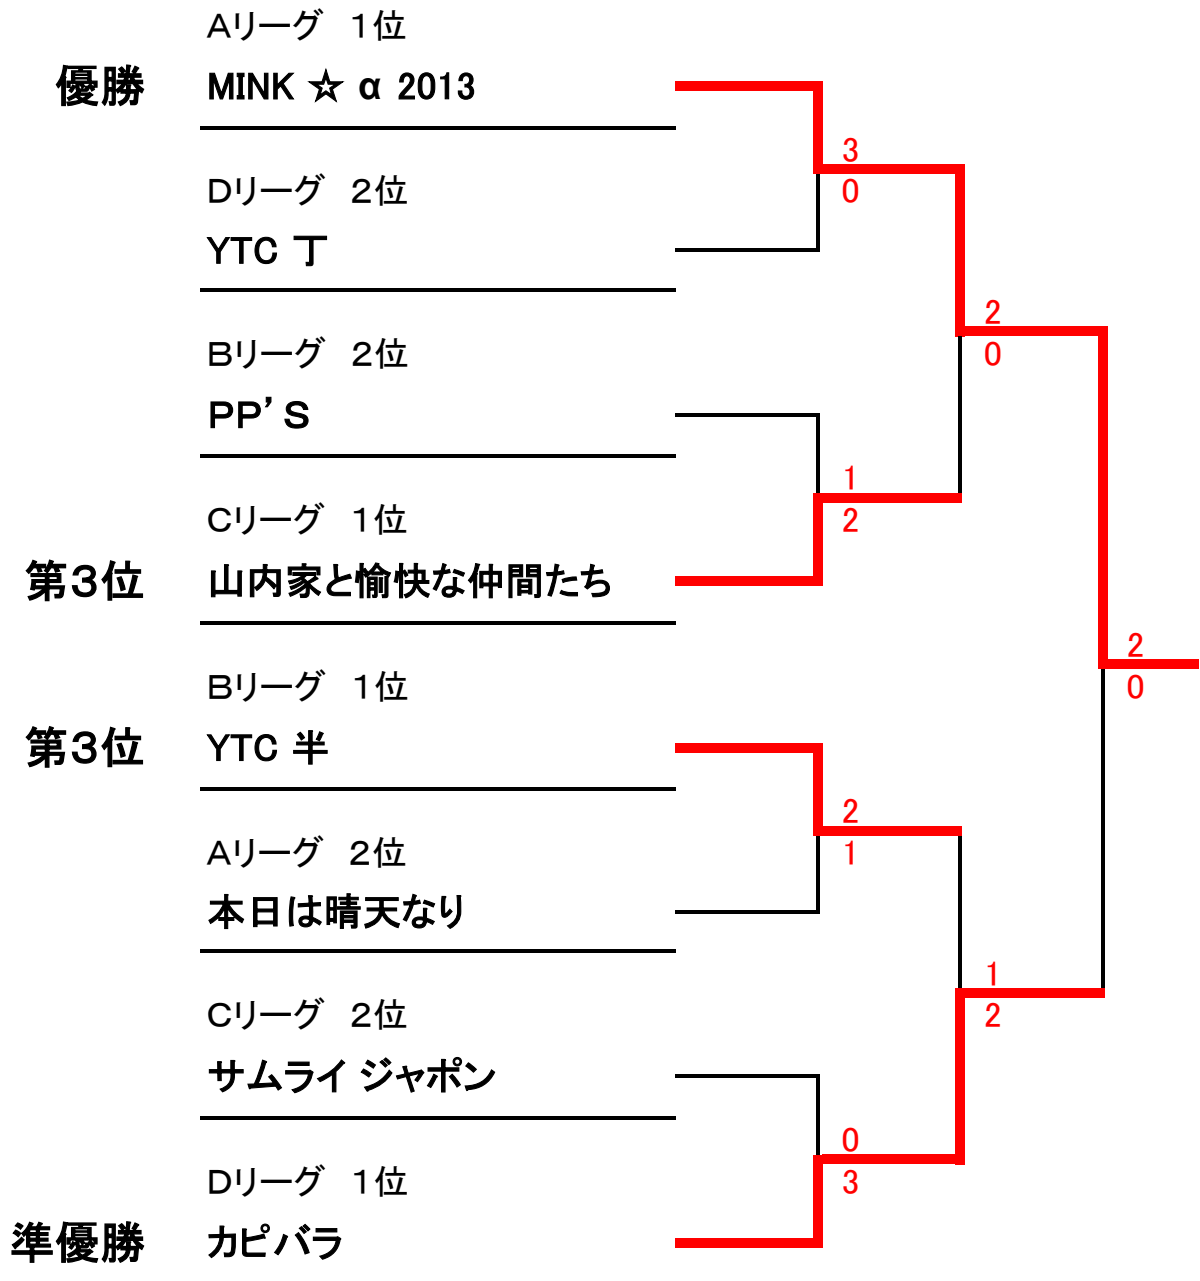 Aリーグ　1位
優勝　MINK ☆ α 2013
3
0
Dリーグ　2位
YTC 丁
2
0
Bリーグ　2位
PP'S
1
2
Cリーグ　1位
第3位　山内家と愉快な仲間たち
2
0
Bリーグ　1位
第3位　YTC 半
2
1
Aリーグ　2位
本日は晴天なり
1
2
Cリーグ　2位
サムライ ジャポン
0
3
Dリーグ　1位
準優勝　カピバラ